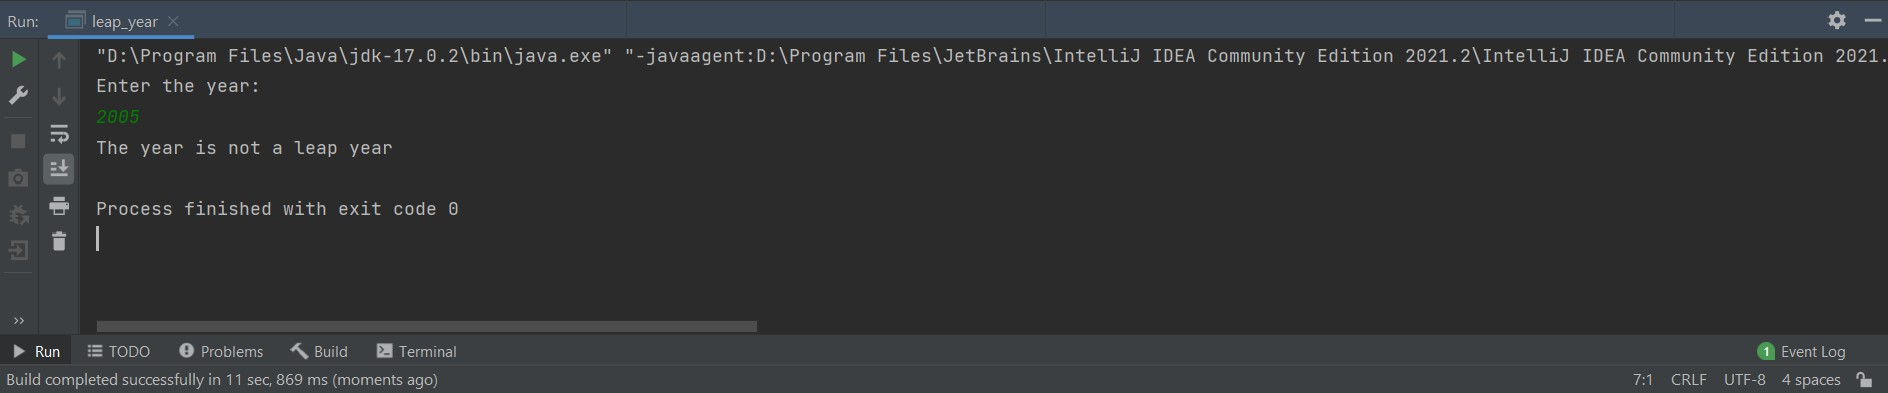 Run: leap_year
"D:\Program Files\Java\jdk-17.0.2\bin\java.exe" "-javaagent:D:\Program Files\JetBrains\IntelliJ IDEA Community Edition 2021.2\IntelliJ IDEA Community Edition 2021.
Enter the year:
2005
The year is not a leap year
Process finished with exit code 0
Run TODO Problems Build Terminal 1 Event Log
Build completed successfully in 11 sec, 869 ms (moments ago) 7:1 CRLF UTF-8 4 spaces